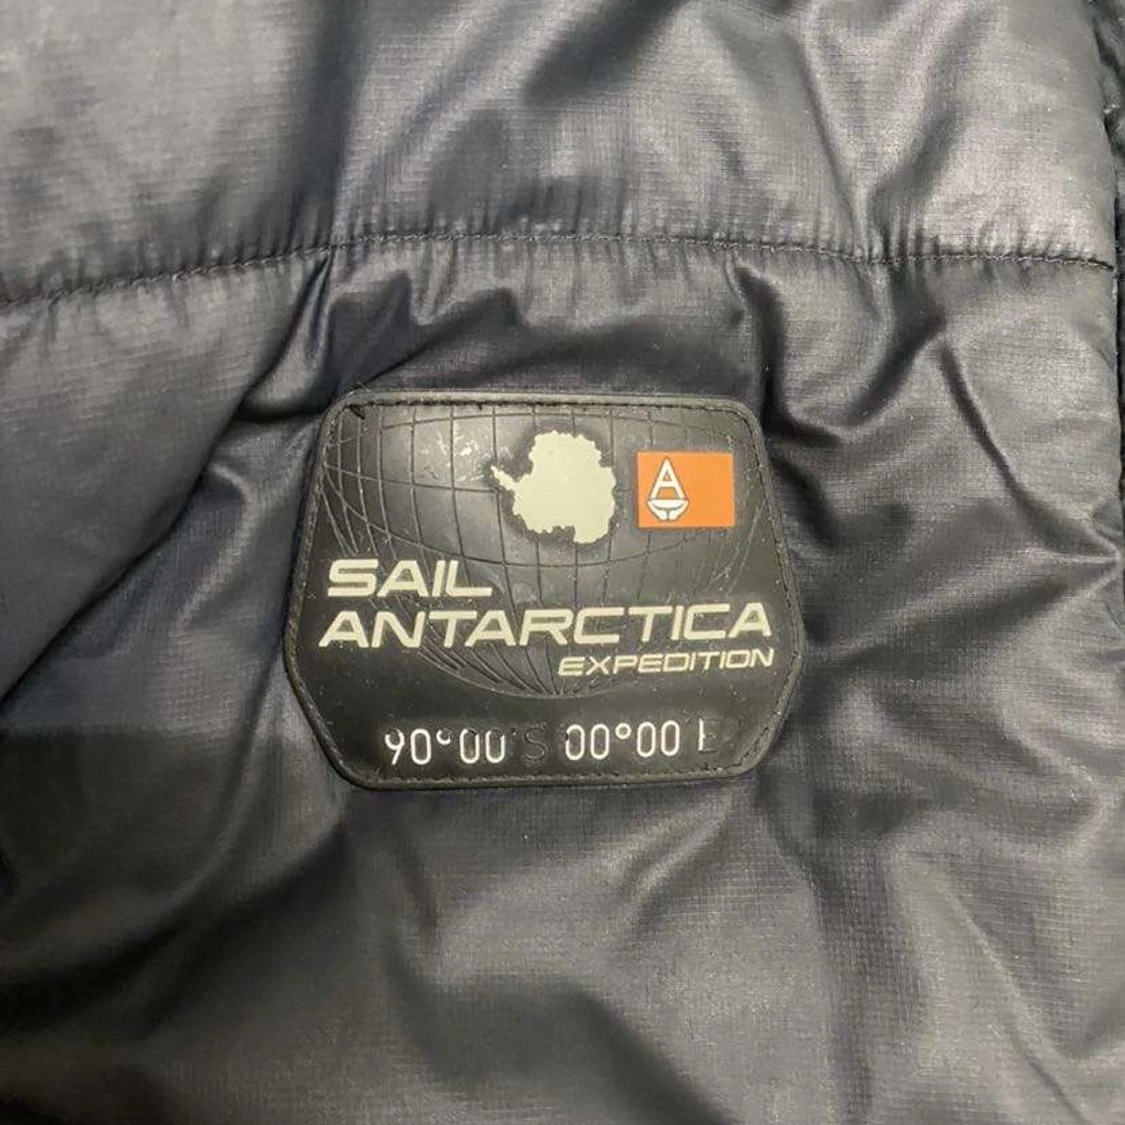 A
SAIL
ANTARCTICA
EXPEDITION
90°00'S 00°00'E